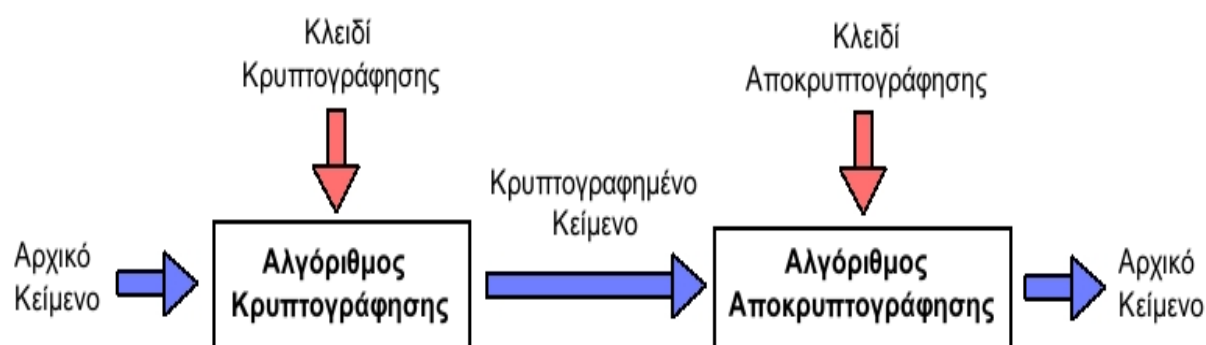 Κλειδί
Κρυπτογράφησης
Κλειδί
Αποκρυπτογράφησης
Αρχικό
Κείμενο
Αλγόριθμος
Κρυπτογράφησης
Κρυπτογραφημένο
Κείμενο
Αλγόριθμος
Αποκρυπτογράφησης
Αρχικό
Κείμενο